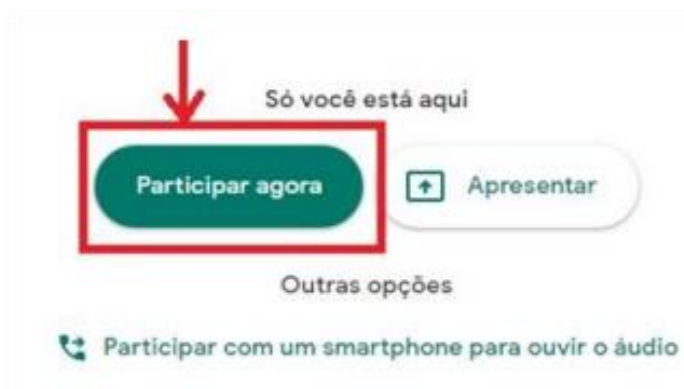 Só você está aqui
Participar agora
Apresentar
Outras opções
Participar com um smartphone para ouvir o áudio